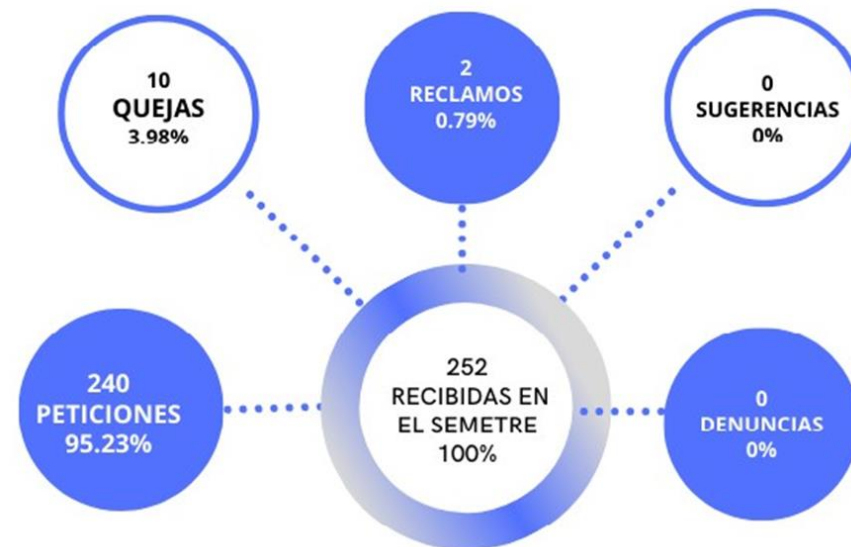 10
QUEJAS
3.98%
2
RECLAMOS
0.79%
0
SUGERENCIAS
0%
240
PETICIONES
95.23%
252
RECIBIDAS EN
EL SEMETRE
100%
0
DENUNCIAS
0%